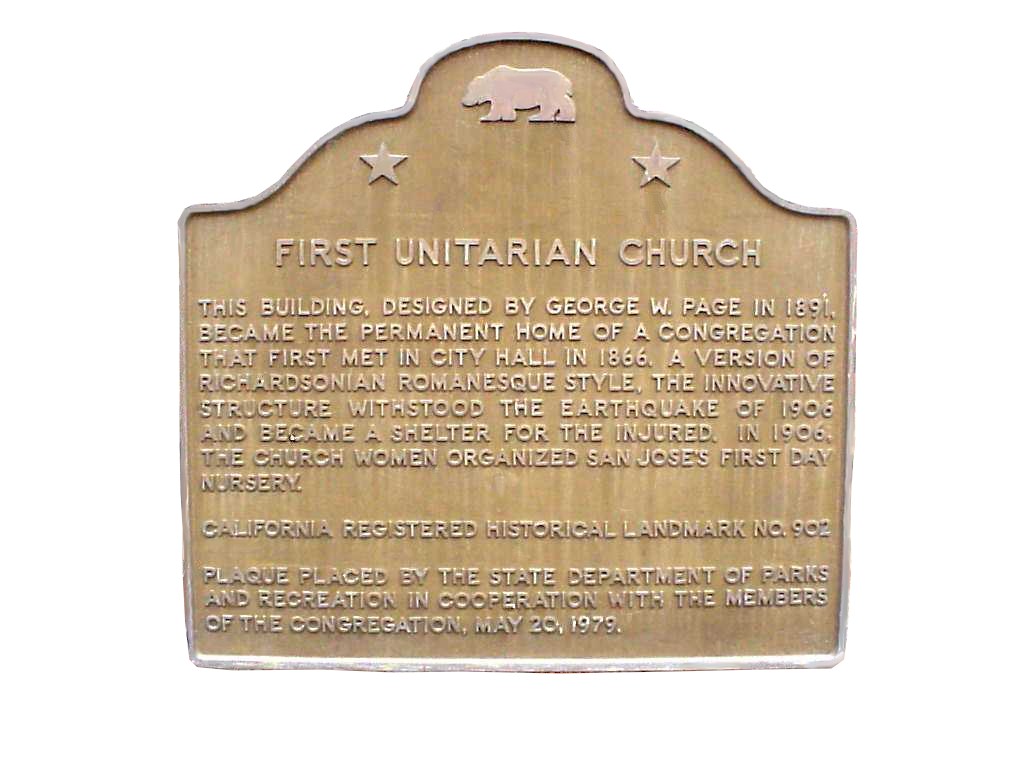 FIRST UNITARIAN CHURCH
THIS BUILDING, DESIGNED BY GEORGE W. PAGE IN 1891,
BECAME THE PERMANENT HOME OF A CONGREGATION
THAT FIRST MET IN CITY HALL IN 1866. A VERSION OF
RICHARDSONIAN ROMANESQUE STYLE, THE INNOVATIVE
STRUCTURE WITHSTOOD THE EARTHQUAKE OF 1906
AND BECAME A SHELTER FOR THE INJURED. IN 1906,
THE CHURCH WOMEN ORGANIZED SAN JOSE'S FIRST DAY
NURSERY.
CALIFORNIA REGISTERED HISTORICAL LANDMARK NO. 902
PLAQUE PLACED BY THE STATE DEPARTMENT OF PARKS
AND RECREATION IN COOPERATION WITH THE MEMBERS
OF THE CONGREGATION, MAY 20, 1979.